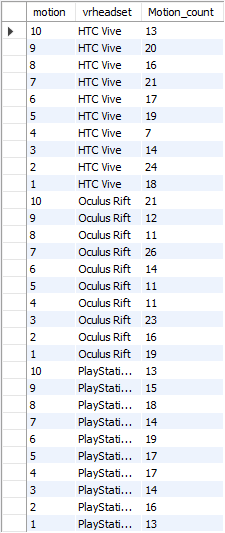 motion vrheadset Motion_count
10 HTC Vive 13
9 HTC Vive 20
8 HTC Vive 16
7 HTC Vive 21
6 HTC Vive 17
5 HTC Vive 19
4 HTC Vive 7
3 HTC Vive 14
2 HTC Vive 24
1 HTC Vive 18
10 Oculus Rift 21
9 Oculus Rift 12
8 Oculus Rift 11
7 Oculus Rift 26
6 Oculus Rift 14
5 Oculus Rift 11
4 Oculus Rift 11
3 Oculus Rift 23
2 Oculus Rift 16
1 Oculus Rift 19
10 PlayStati... 13
9 PlayStati... 15
8 PlayStati... 18
7 PlayStati... 14
6 PlayStati... 19
5 PlayStati... 17
4 PlayStati... 17
3 PlayStati... 14
2 PlayStati... 16
1 PlayStati... 13